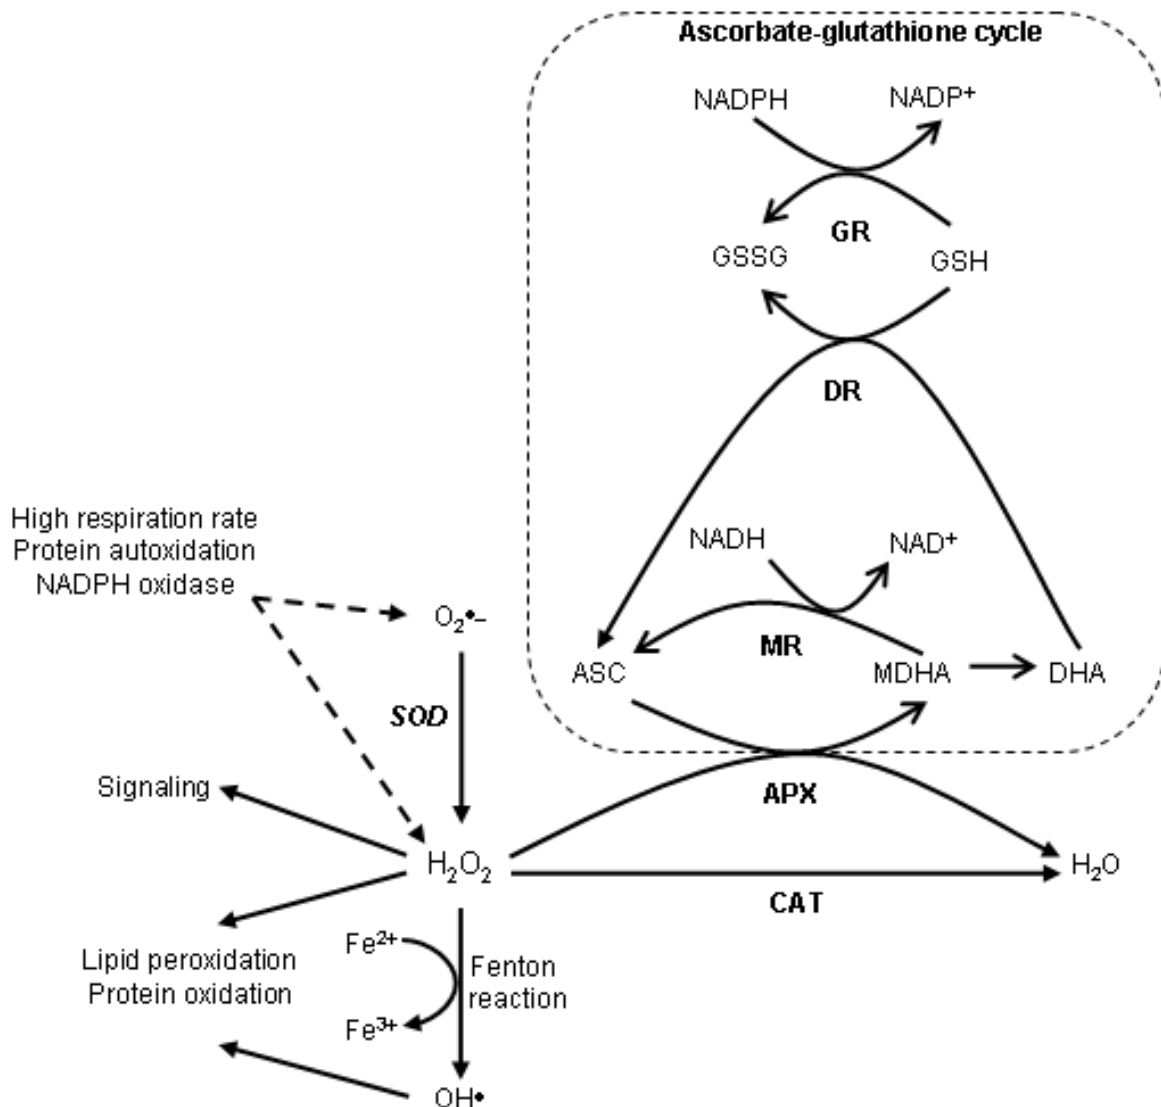 Ascorbate-glutathione cycle
NADPH
NADP⁺
GR
GSSG
GSH
DR
High respiration rate
Protein autoxidation
NADPH oxidase
NADH
NAD⁺
O₂•–
MR
ASC
MDHA
DHA
SOD
Signaling
APX
H₂O₂
H₂O
CAT
Fe²⁺
Lipid peroxidation
Protein oxidation
Fenton
reaction
Fe³⁺
OH•